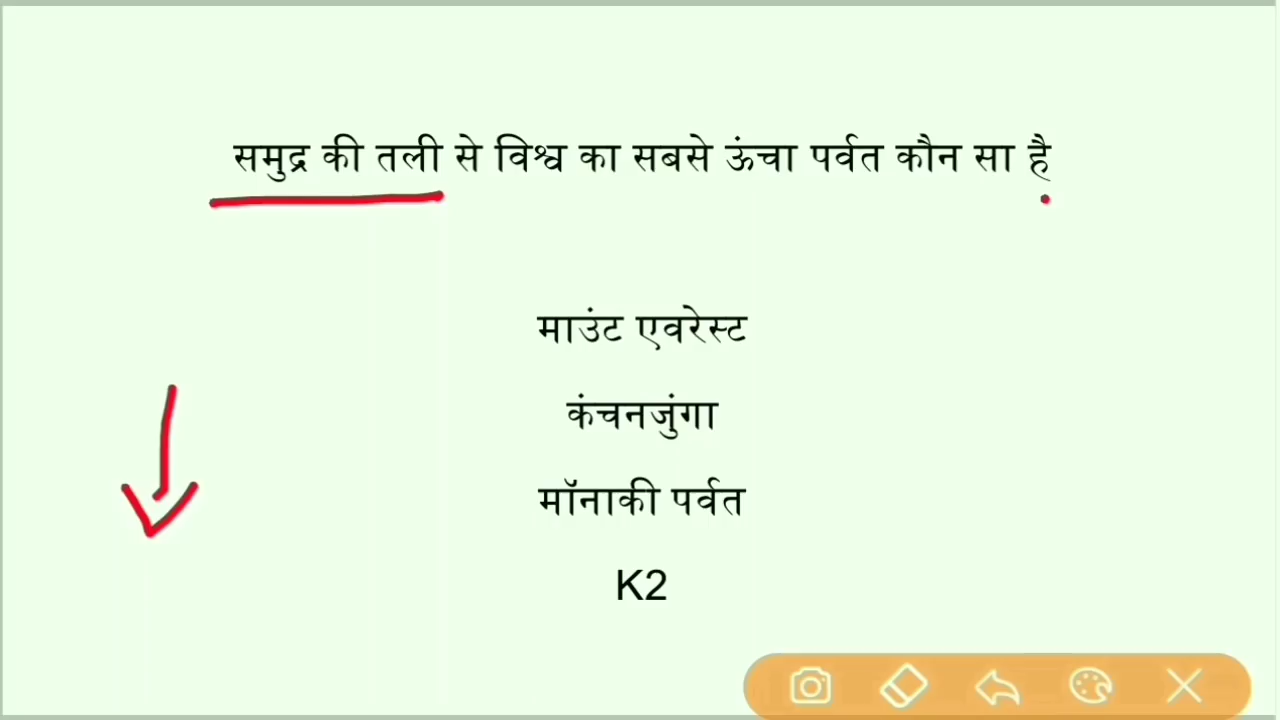 समुद्र की तली से विश्व का सबसे ऊंचा पर्वत कौन सा है
माउंट एवरेस्ट
कंचनजुंगा
मॉनाकी पर्वत
K2